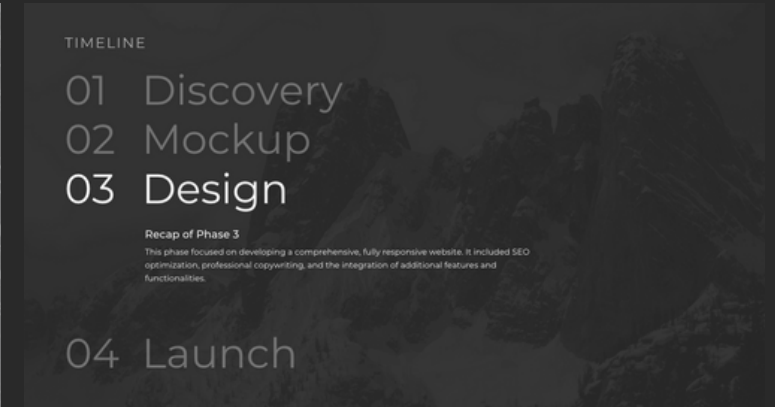 TIMELINE
01 Discovery
02 Mockup
03 Design
Recap of Phase 3
This phase focused on developing a comprehensive, fully responsive website. It included SEO
optimization, professional copywriting, and the integration of additional features and
functionalities.
04 Launch